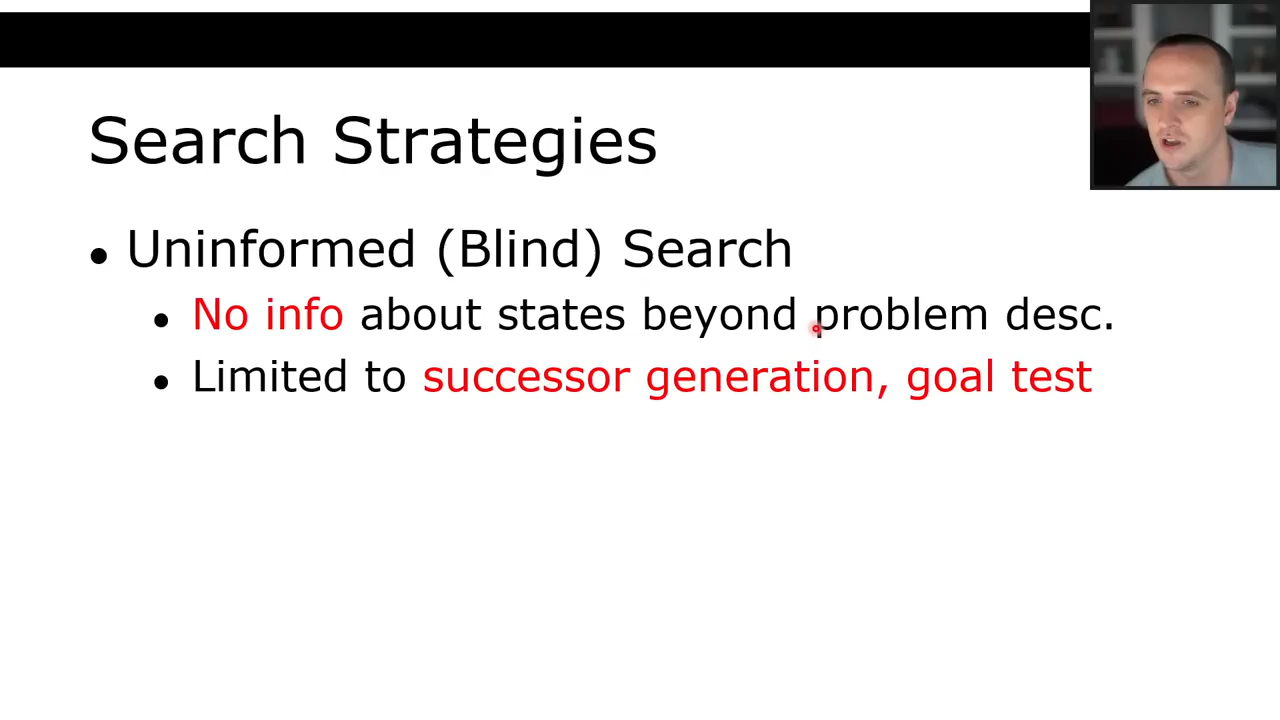 Search Strategies
Uninformed (Blind) Search
No info about states beyond problem desc.
Limited to successor generation, goal test